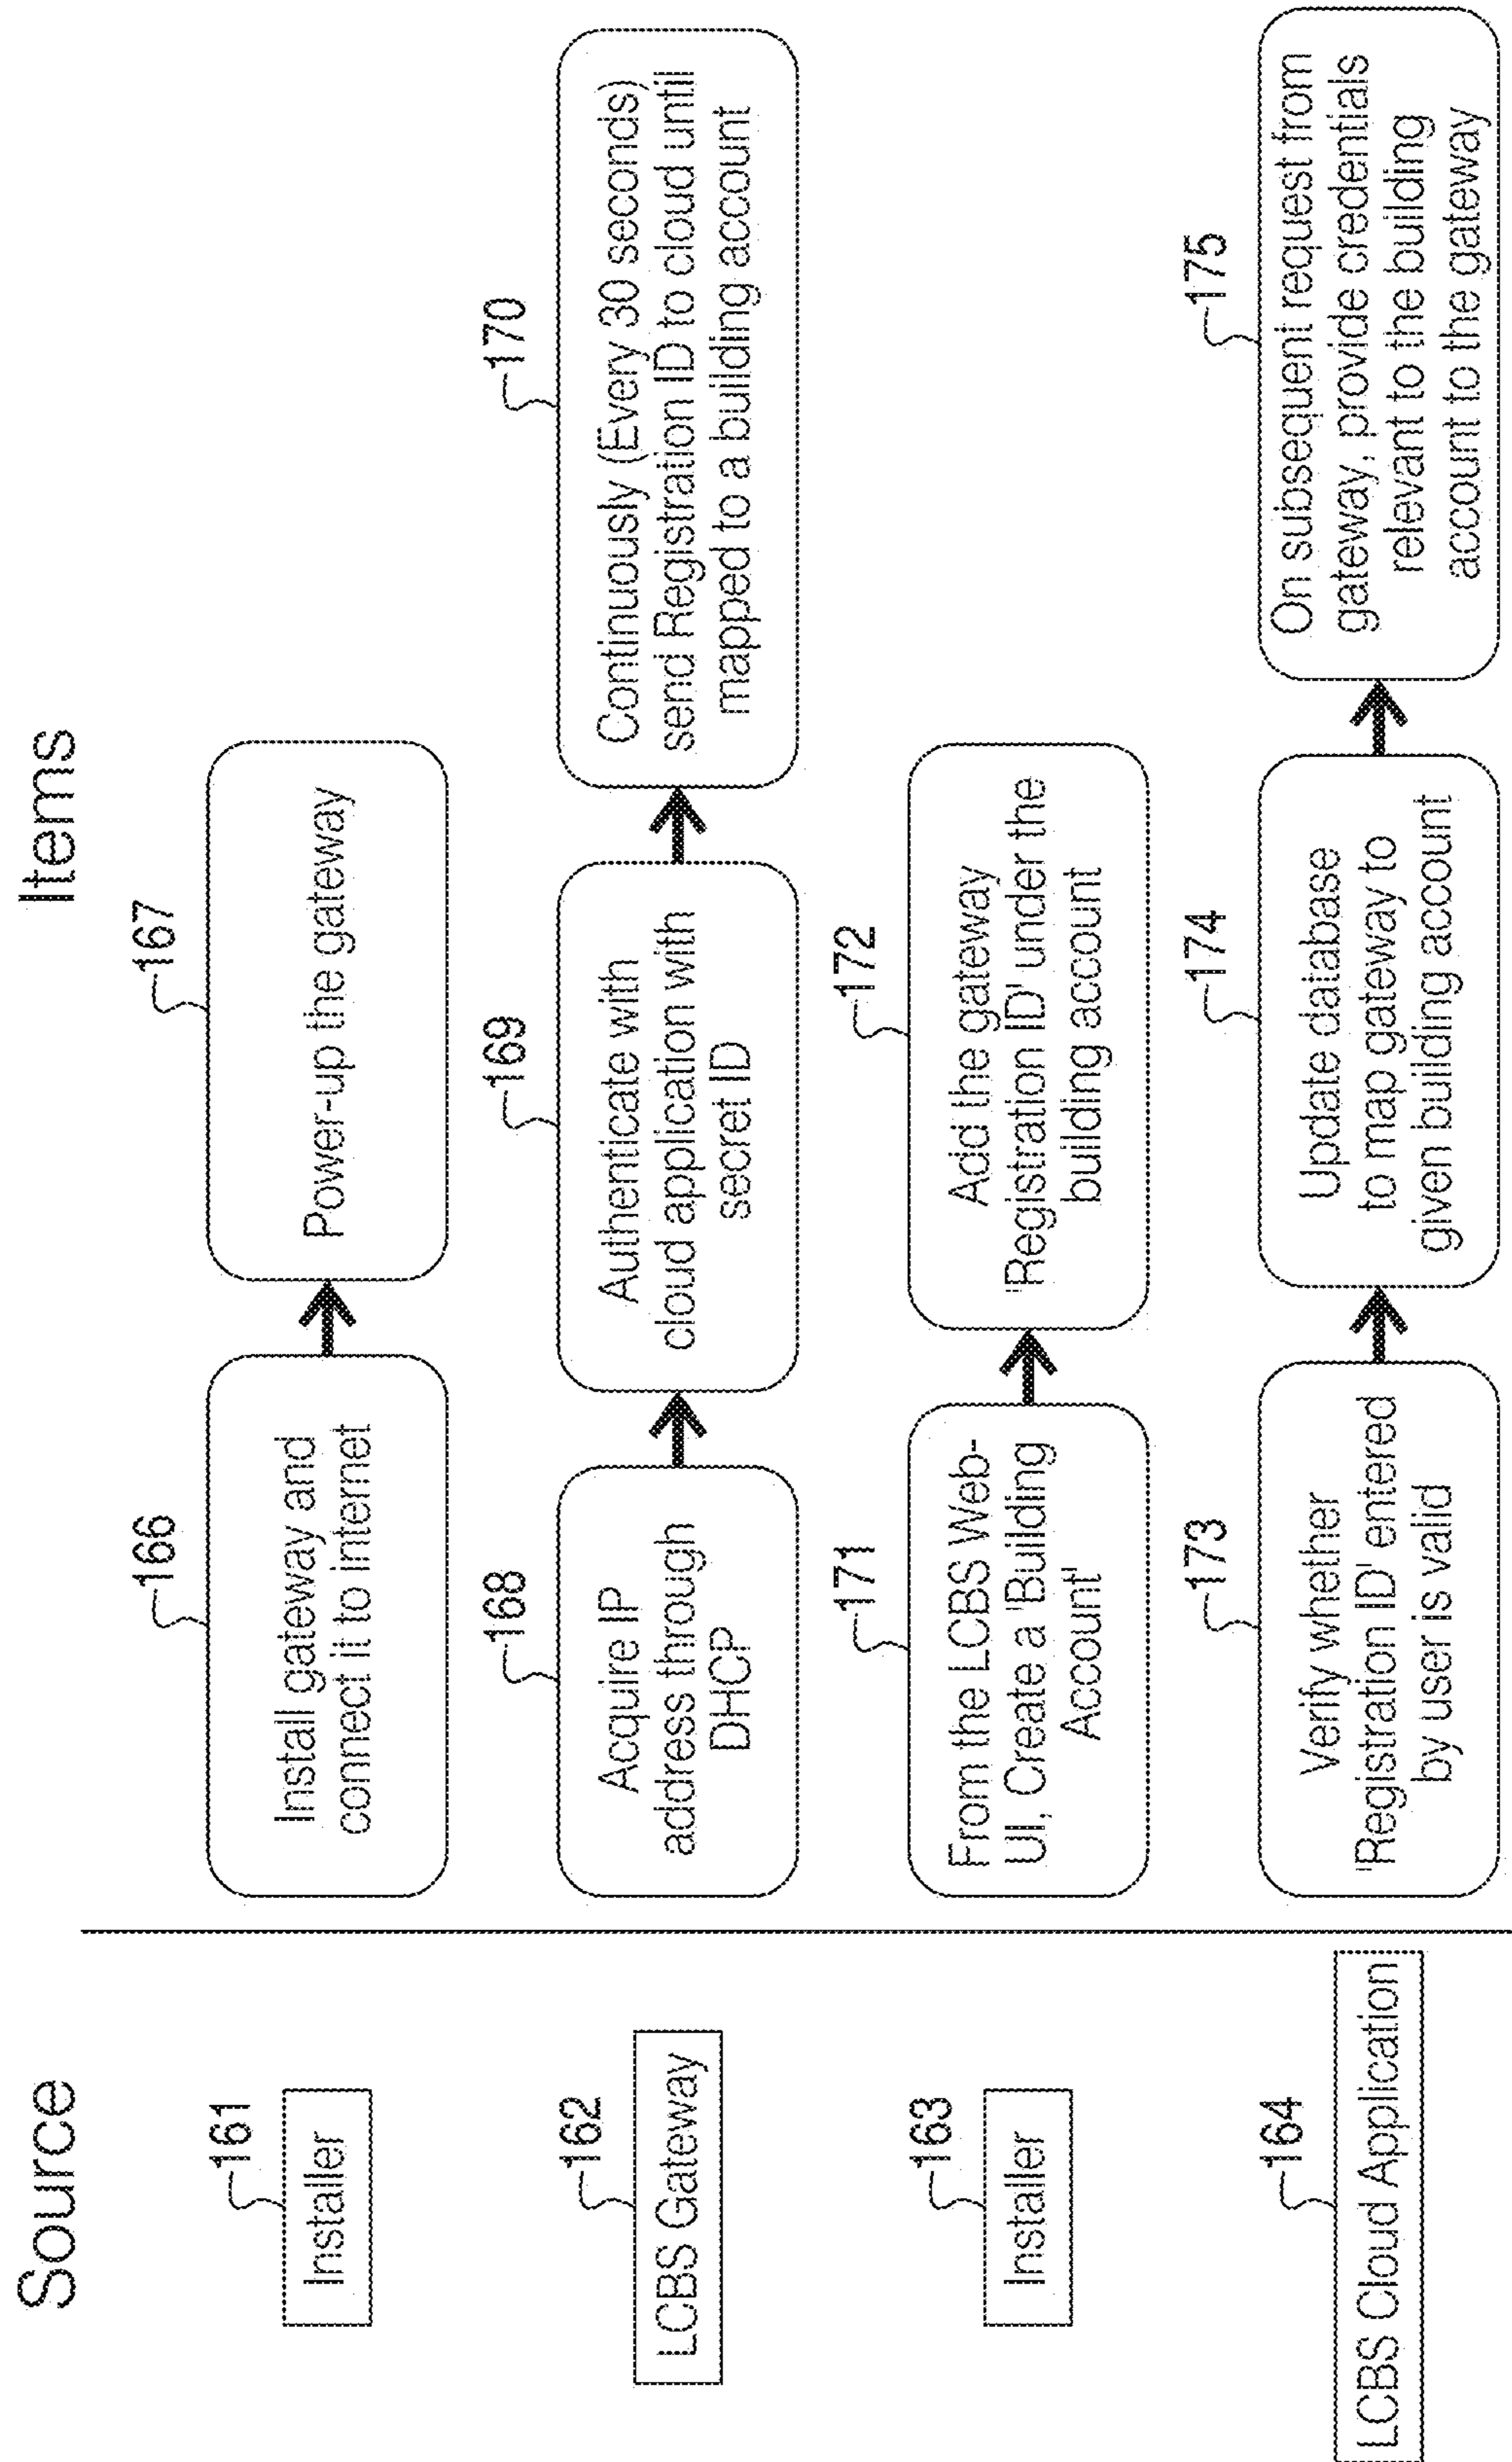 Source
Items
161
Installer
166
Install gateway and
connect it to internet
167
Power-up the gateway
162
LCBS Gateway
168
Acquire IP
address through
DHCP
169
Authenticate with
cloud application with
secret ID
170
Continuously (Every 30 seconds)
send Registration ID to cloud until
mapped to a building account
163
Installer
171
From the LCBS Web-
UI, Create a 'Building
Account'
172
Add the gateway
'Registration ID' under the
building account
164
LCBS Cloud Application
173
Verify whether
'Registration ID' entered
by user is valid
174
Update database
to map gateway to
given building account
175
On subsequent request from
gateway, provide credentials
relevant to the building
account to the gateway